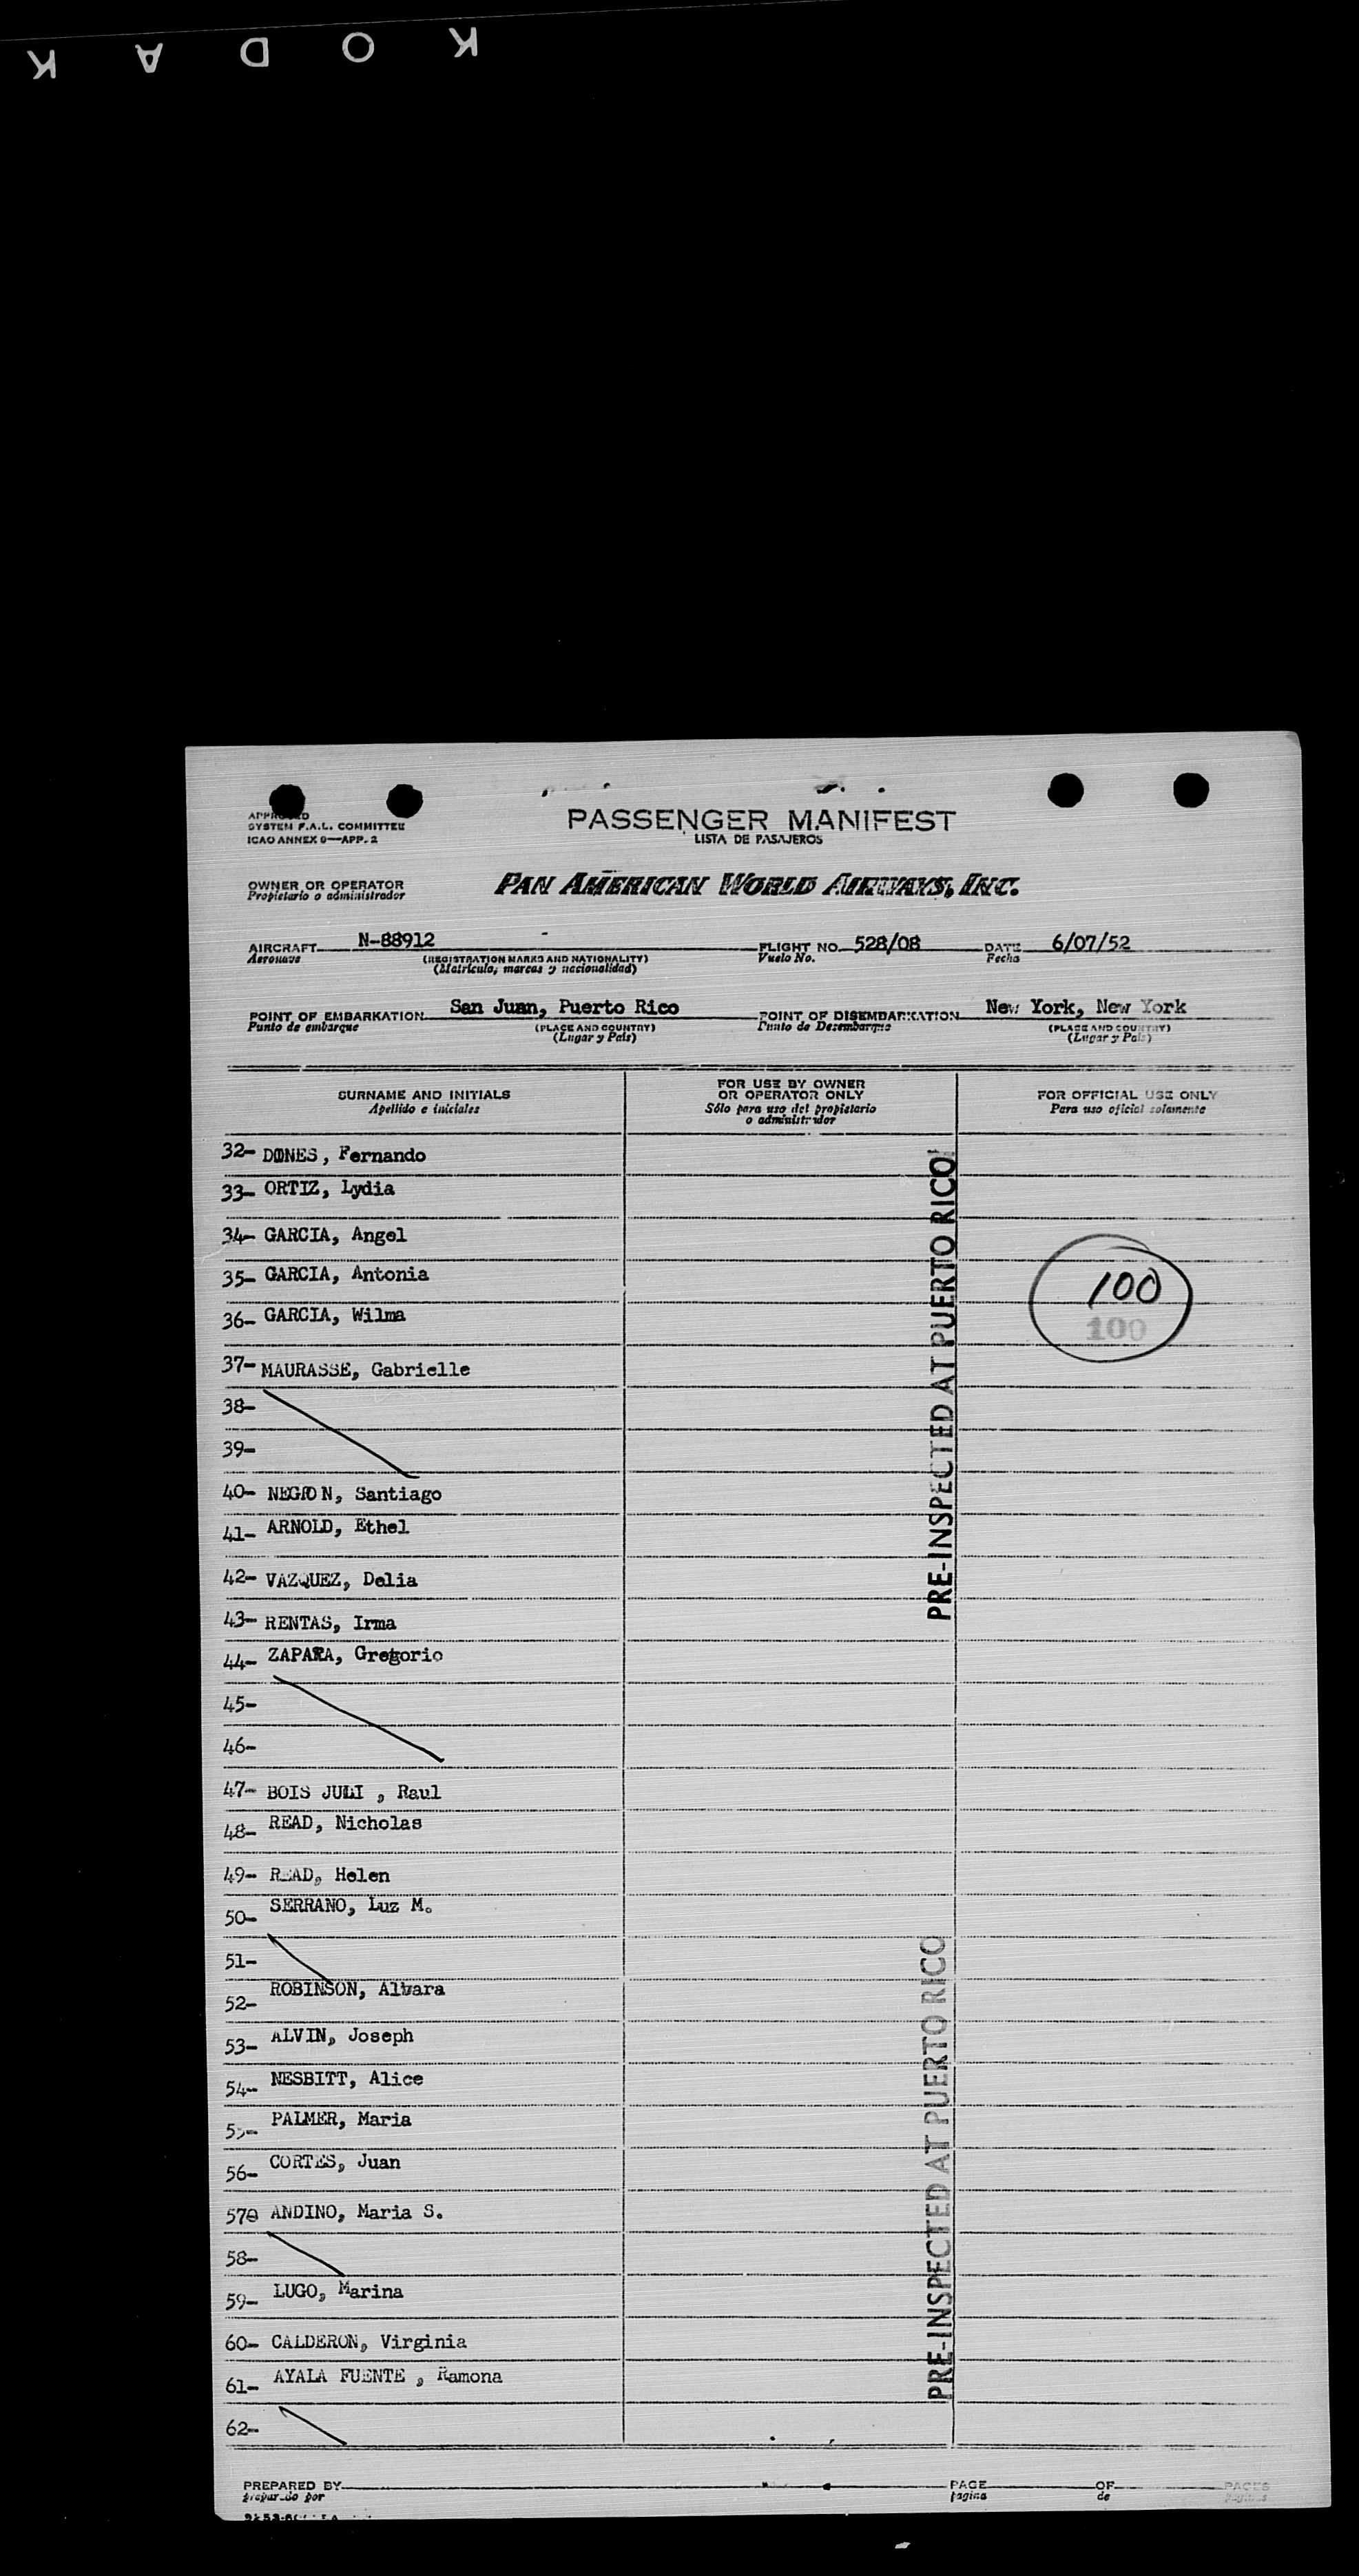 KODAK
APPROVED
SYSTEM F.A.L. COMMITTEE
ICAO ANNEX 9—APP. 2
PASSENGER MANIFEST
LISTA DE PASAJEROS
OWNER OR OPERATOR
Propietario o administrador
PAN AMERICAN WORLD AIRWAYS, INC.
AIRCRAFT N-88912 FLIGHT NO. 528/08 DATE 6/07/52
Aeronave (REGISTRATION MARKS AND NATIONALITY) Vuelo No. Fecha
(Matrícula, marcas y nacionalidad)
POINT OF EMBARKATION San Juan, Puerto Rico POINT OF DISEMBARKATION New York, New York
Punto de embarque (PLACE AND COUNTRY) Punto de Desembarque (PLACE AND COUNTRY)
(Lugar y País) (Lugar y País)
SURNAME AND INITIALS
Apellido e iniciales
FOR USE BY OWNER
OR OPERATOR ONLY
Sólo para uso del propietario
o administrador
FOR OFFICIAL USE ONLY
Para uso oficial solamente
32- DONES, Fernando
33- ORTIZ, Lydia
34- GARCIA, Angel
35- GARCIA, Antonia
36- GARCIA, Wilma
37- MAURASSE, Gabrielle
38-
39-
40- NEGRON, Santiago
41- ARNOLD, Ethel
42- VAZQUEZ, Delia
43- RENTAS, Irma
44- ZAPATA, Gregorio
45-
46-
47- BOIS JULI , Raul
48- READ, Nicholas
49- READ, Helen
50- SERRANO, Luz M.
51-
52- ROBINSON, Alvara
53- ALVIN, Joseph
54- NESBITT, Alice
55- PALMER, Maria
56- CORTES, Juan
57- ANDINO, Maria S.
58-
59- LUGO, Marina
60- CALDERON, Virginia
61- AYALA FUENTE , Ramona
62-
PRE-INSPECTED AT PUERTO RICO
100
100
PRE-INSPECTED AT PUERTO RICO
PREPARED BY PAGE OF PAGES
preparado por página de páginas